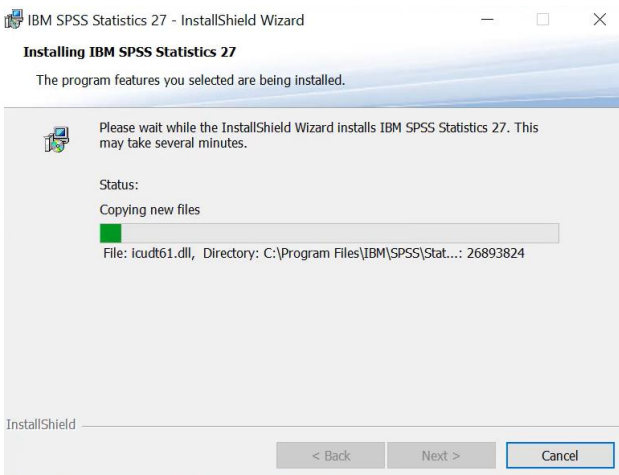 IBM SPSS Statistics 27 - InstallShield Wizard
Installing IBM SPSS Statistics 27
The program features you selected are being installed.
Please wait while the InstallShield Wizard installs IBM SPSS Statistics 27. This
may take several minutes.
Status:
Copying new files
File: icudt61.dll, Directory: C:\Program Files\IBM\SPSS\Stat...: 26893824
InstallShield
< Back Next > Cancel